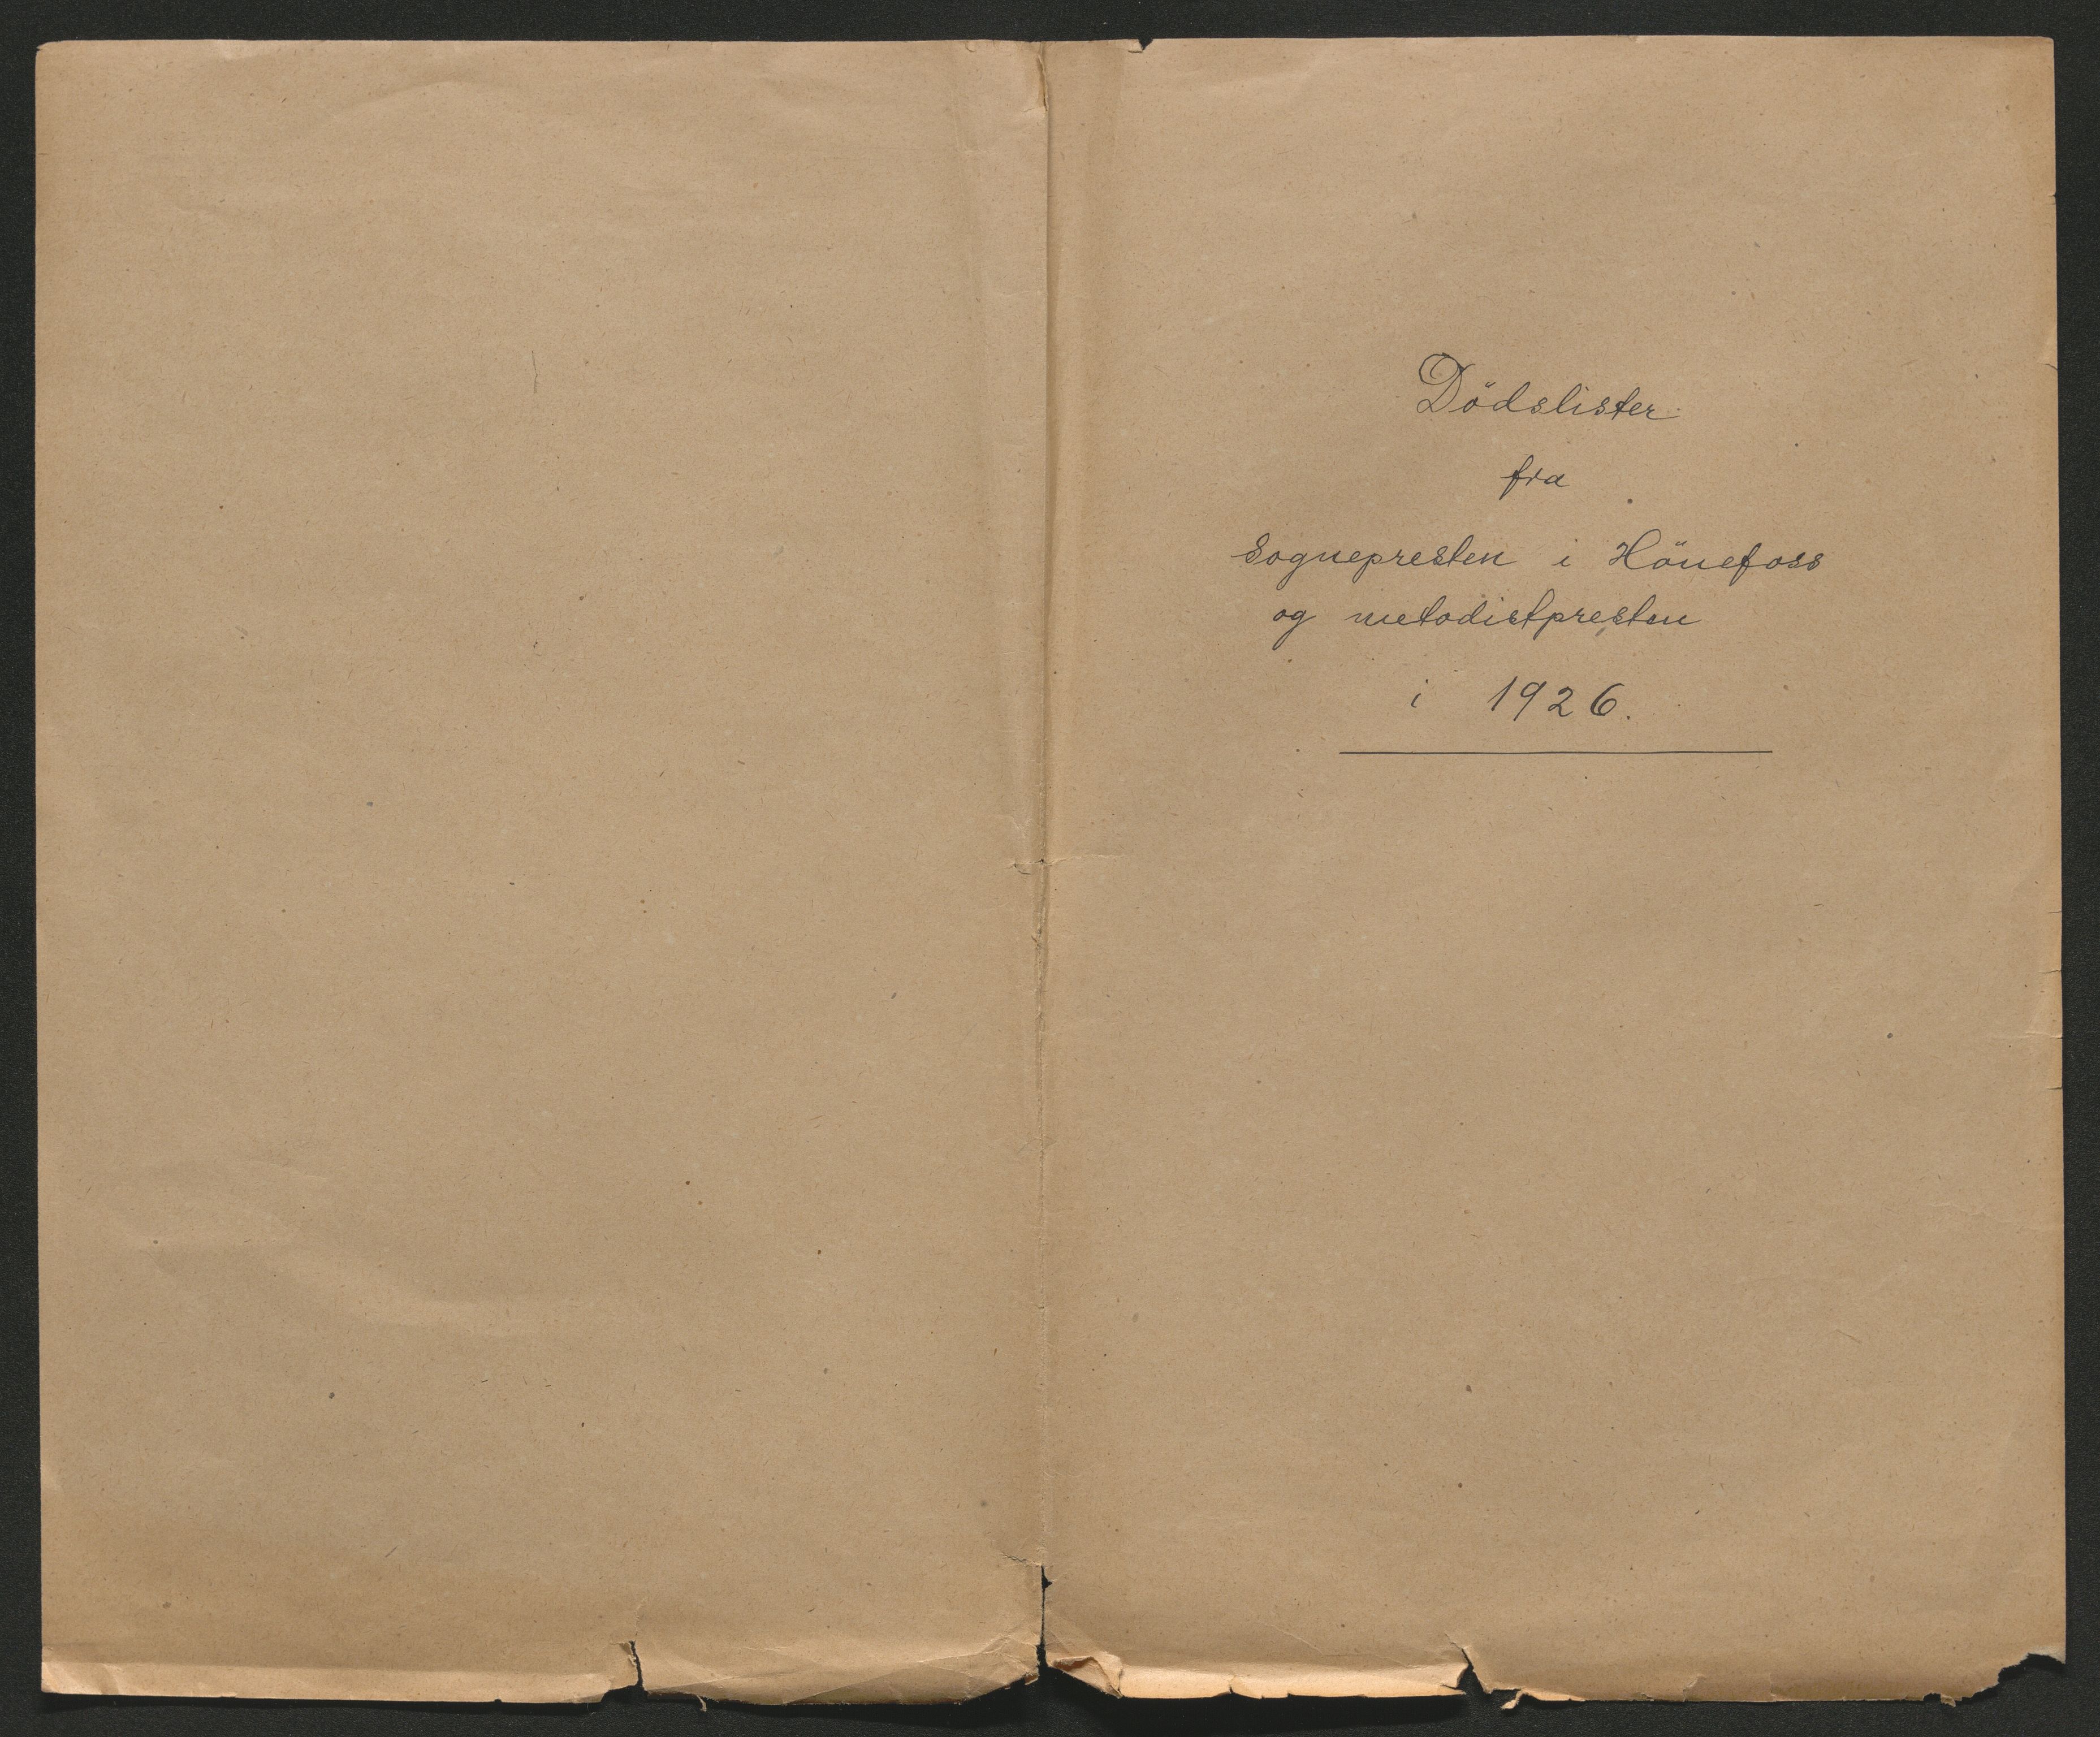 Dödslister
fra
Sognepresten i Hönefoss
og metodistpresten
i 1926.